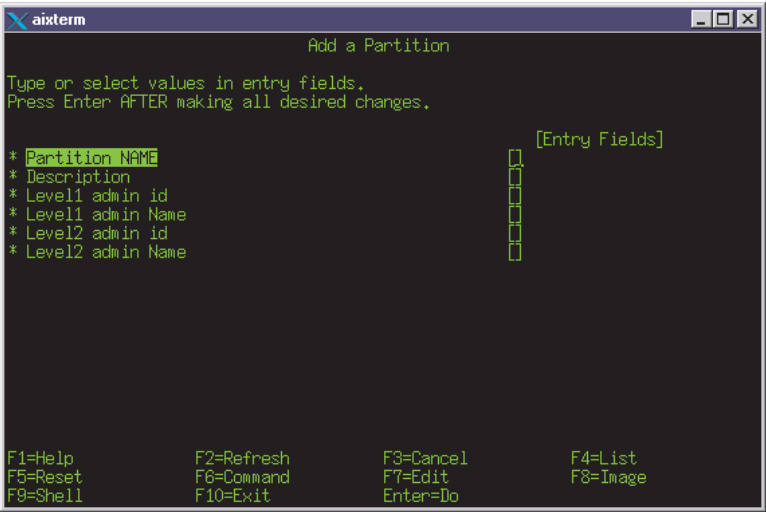 aixterm
Add a Partition
Type or select values in entry fields.
Press Enter AFTER making all desired changes.
[Entry Fields]
* Partition NAME []
* Description []
* Level1 admin id []
* Level1 admin Name []
* Level2 admin id []
* Level2 admin Name []
F1=Help F2=Refresh F3=Cancel F4=List
F5=Reset F6=Command F7=Edit F8=Image
F9=Shell F10=Exit Enter=Do